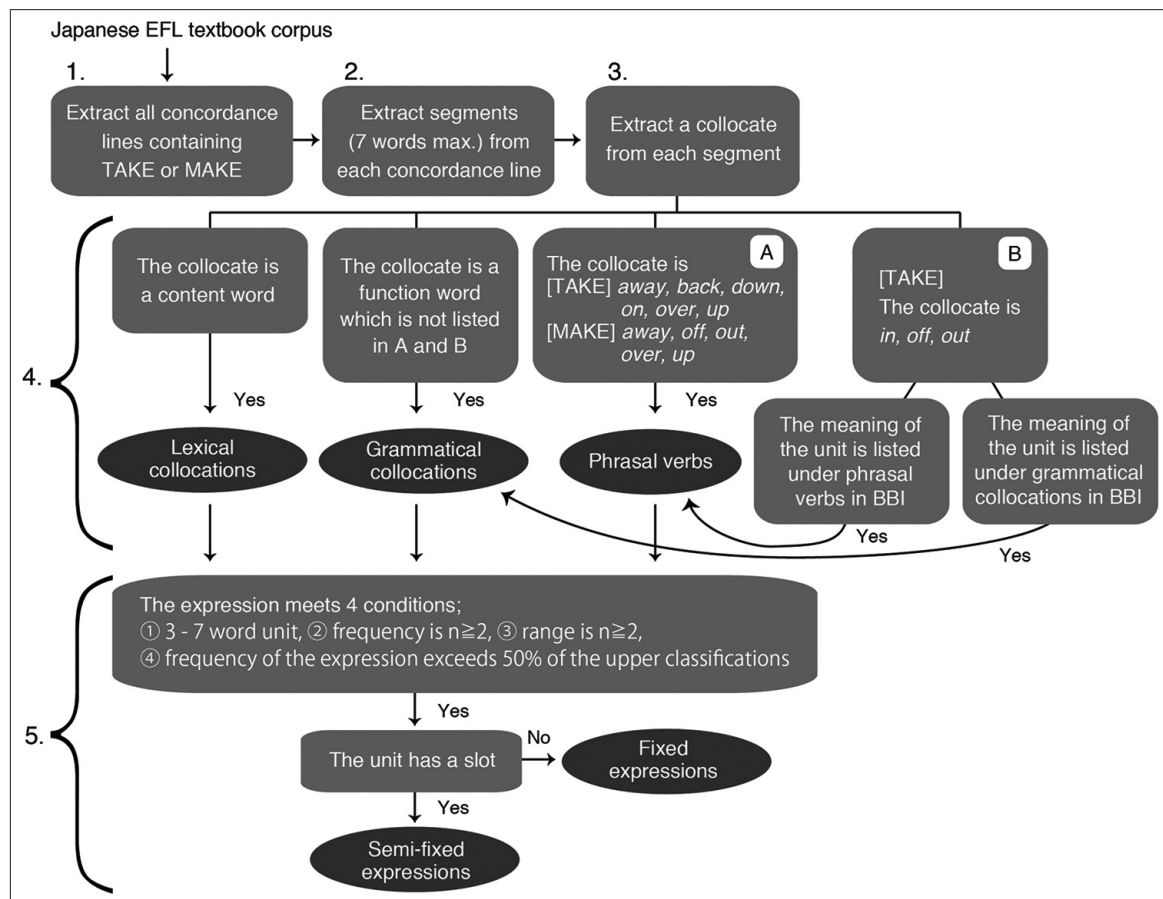 Japanese EFL textbook corpus
1.
Extract all concordance
lines containing
TAKE or MAKE
2.
Extract segments
(7 words max.) from
each concordance line
3.
Extract a collocate
from each segment
4.
The collocate is
a content word
Yes
Lexical
collocations
The collocate is a
function word
which is not listed
in A and B
Yes
Grammatical
collocations
A
The collocate is
[TAKE] away, back, down,
on, over, up
[MAKE] away, off, out,
over, up
Yes
Phrasal verbs
B
[TAKE]
The collocate is
in, off, out
The meaning of
the unit is listed
under phrasal
verbs in BBI
Yes
The meaning of
the unit is listed
under grammatical
collocations in BBI
Yes
5.
The expression meets 4 conditions;
① 3 - 7 word unit, ② frequency is n≧2, ③ range is n≧2,
④ frequency of the expression exceeds 50% of the upper classifications
Yes
The unit has a slot
No
Fixed
expressions
Yes
Semi-fixed
expressions